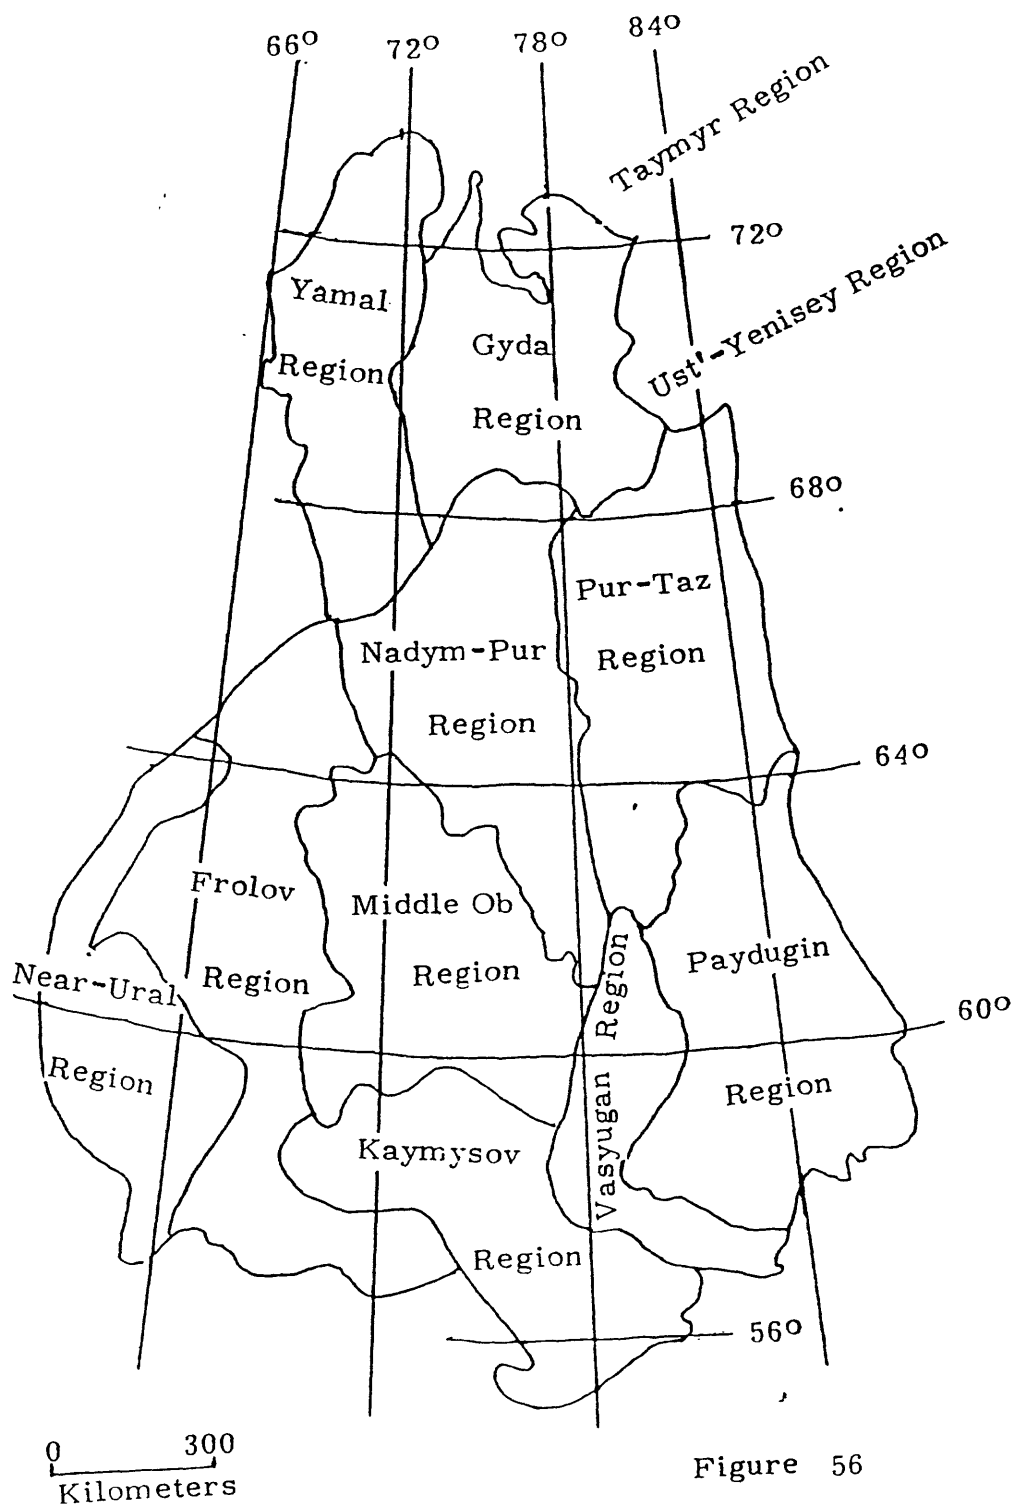 66° 72° 78° 84°
Taymyr Region
72°
Ust'-Yenisey Region
Yamal
Region
Gyda
Region
68°
Pur-Taz
Region
Nadym-Pur
Region
64°
Frolov
Region
Middle Ob
Region
Paydugin
Region
Near-Ural
Region
60°
Vasyugan Region
Kaymysov
Region
56°
0 300
Kilometers
Figure 56